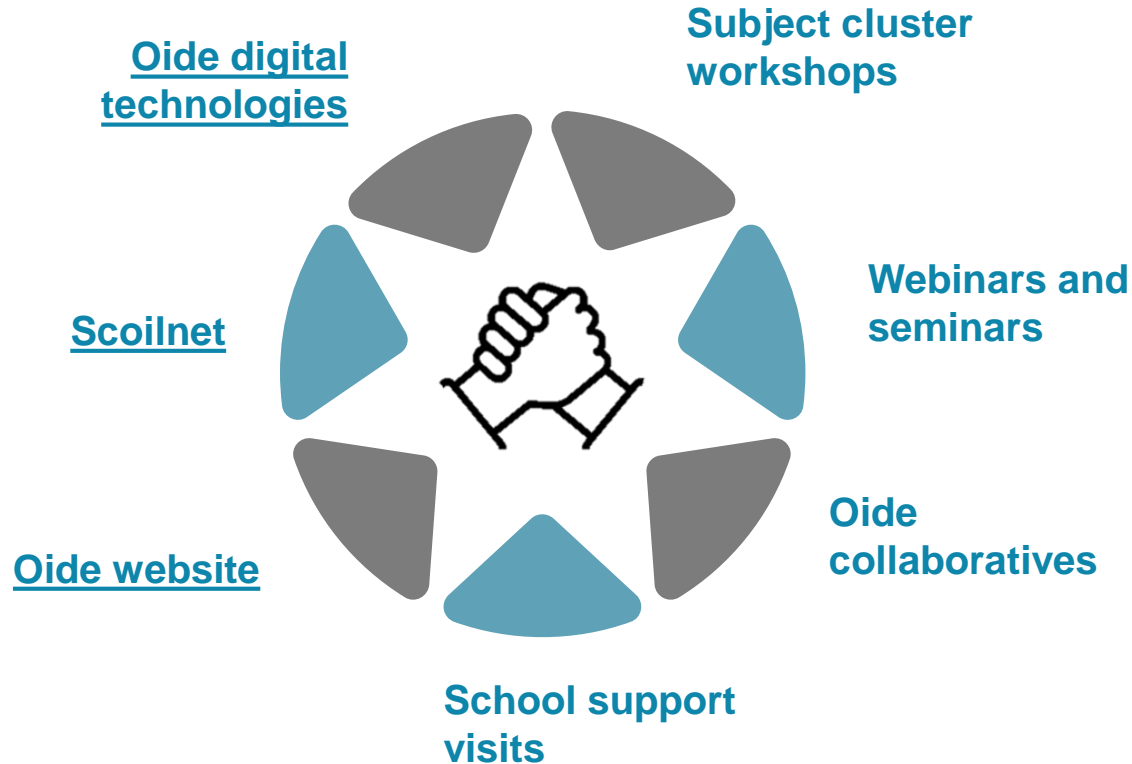 Oide digital
technologies
Subject cluster
workshops
Scoilnet
Webinars and
seminars
Oide website
Oide
collaboratives
School support
visits